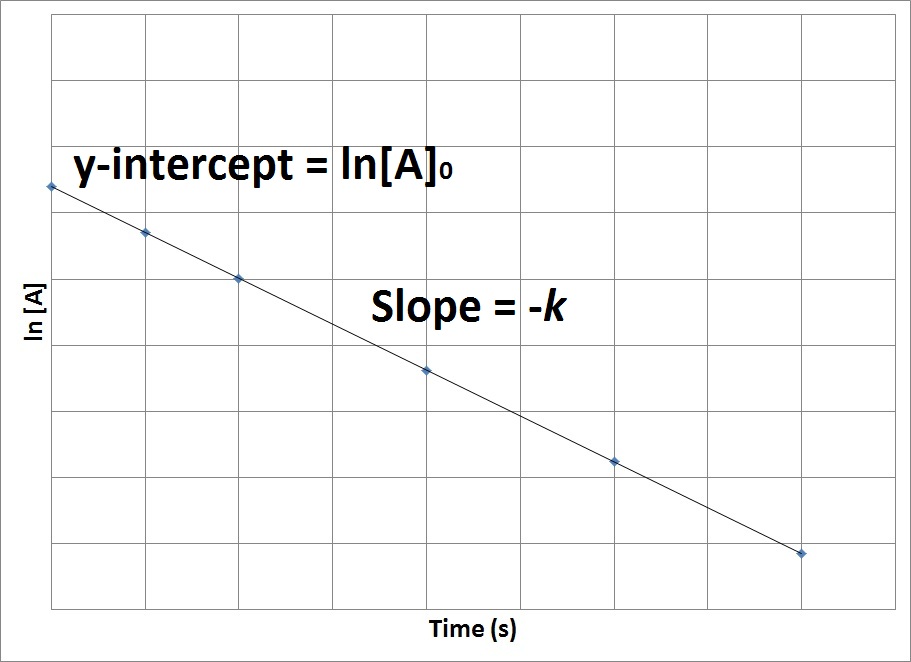 y-intercept = ln[A]₀
Slope = -k
ln [A]
Time (s)